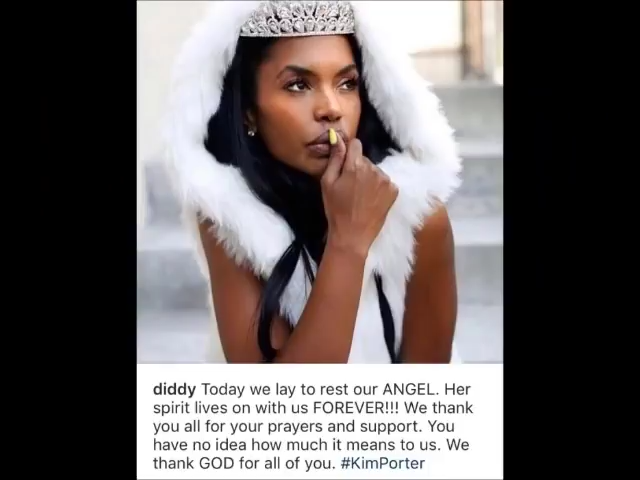 diddy Today we lay to rest our ANGEL. Her
spirit lives on with us FOREVER!!! We thank
you all for your prayers and support. You
have no idea how much it means to us. We
thank GOD for all of you. #KimPorter